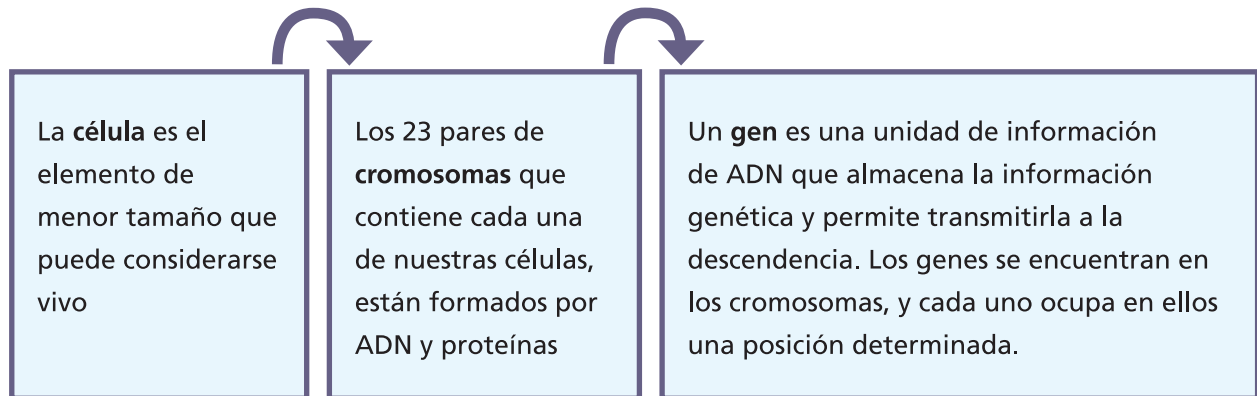 La célula es el
elemento de
menor tamaño que
puede considerarse
vivo
Los 23 pares de
cromosomas que
contiene cada una
de nuestras células,
están formados por
ADN y proteínas
Un gen es una unidad de información
de ADN que almacena la información
genética y permite transmitirla a la
descendencia. Los genes se encuentran en
los cromosomas, y cada uno ocupa en ellos
una posición determinada.